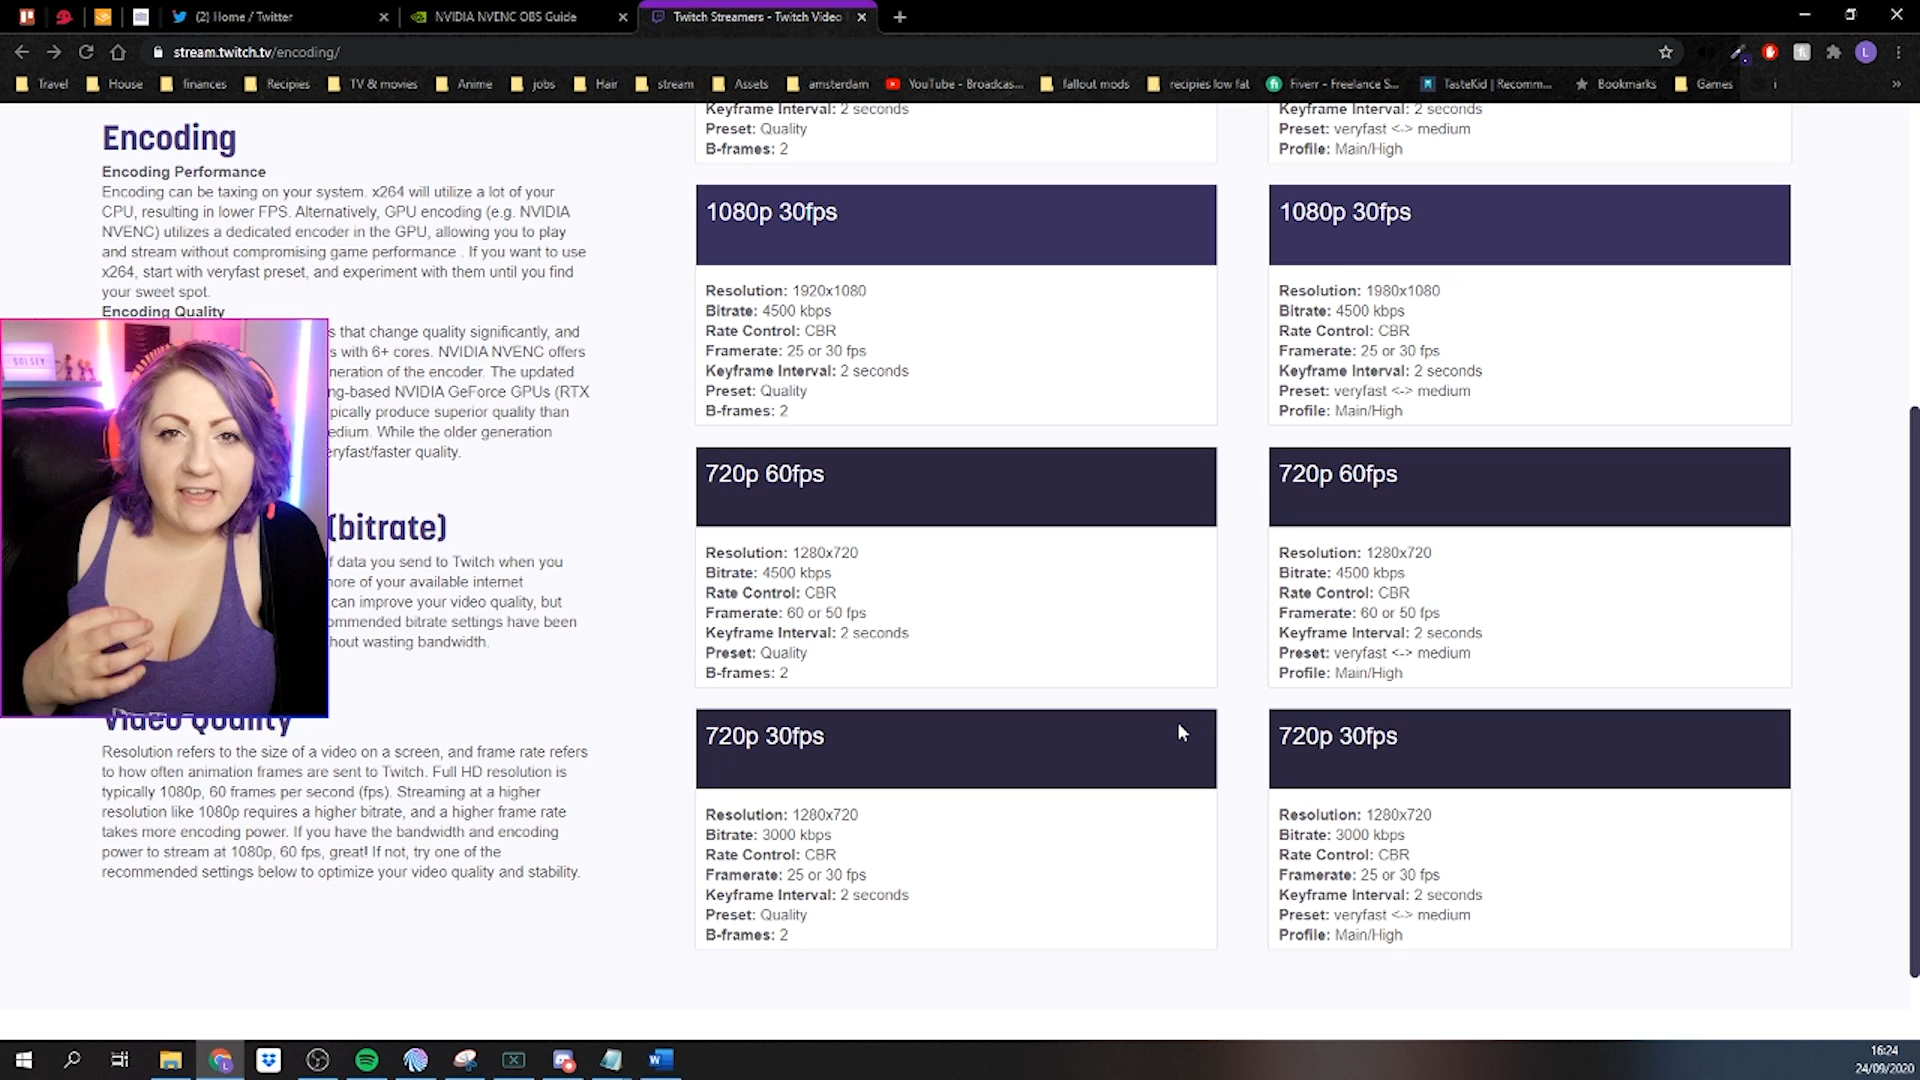 (2) Home / Twitter
NVIDIA NVENC OBS Guide
Twitch Streamers - Twitch Video
stream.twitch.tv/encoding/
Travel
House
finances
Recipies
TV & movies
Anime
jobs
Hair
stream
Assets
amsterdam
YouTube - Broadcas...
fallout mods
recipies low fat
Fiverr - Freelance S...
TasteKid | Recomm...
Bookmarks
Games
Encoding
Encoding Performance
Encoding can be taxing on your system. x264 will utilize a lot of your
CPU, resulting in lower FPS. Alternatively, GPU encoding (e.g. NVIDIA
NVENC) utilizes a dedicated encoder in the GPU, allowing you to play
and stream without compromising game performance . If you want to use
x264, start with veryfast preset, and experiment with them until you find
your sweet spot.
Encoding Quality
s that change quality significantly, and
s with 6+ cores. NVIDIA NVENC offers
neration of the encoder. The updated
ng-based NVIDIA GeForce GPUs (RTX
pically produce superior quality than
edium. While the older generation
eryfast/faster quality.
(bitrate)
f data you send to Twitch when you
more of your available internet
can improve your video quality, but
ommended bitrate settings have been
hout wasting bandwidth.
Video Quality
Resolution refers to the size of a video on a screen, and frame rate refers
to how often animation frames are sent to Twitch. Full HD resolution is
typically 1080p, 60 frames per second (fps). Streaming at a higher
resolution like 1080p requires a higher bitrate, and a higher frame rate
takes more encoding power. If you have the bandwidth and encoding
power to stream at 1080p, 60 fps, great! If not, try one of the
recommended settings below to optimize your video quality and stability.
Keyframe Interval: 2 seconds
Preset: Quality
B-frames: 2
1080p 30fps
Resolution: 1920x1080
Bitrate: 4500 kbps
Rate Control: CBR
Framerate: 25 or 30 fps
Keyframe Interval: 2 seconds
Preset: Quality
B-frames: 2
720p 60fps
Resolution: 1280x720
Bitrate: 4500 kbps
Rate Control: CBR
Framerate: 60 or 50 fps
Keyframe Interval: 2 seconds
Preset: Quality
B-frames: 2
720p 30fps
Resolution: 1280x720
Bitrate: 3000 kbps
Rate Control: CBR
Framerate: 25 or 30 fps
Keyframe Interval: 2 seconds
Preset: Quality
B-frames: 2
Keyframe Interval: 2 seconds
Preset: veryfast <-> medium
Profile: Main/High
1080p 30fps
Resolution: 1980x1080
Bitrate: 4500 kbps
Rate Control: CBR
Framerate: 25 or 30 fps
Keyframe Interval: 2 seconds
Preset: veryfast <-> medium
Profile: Main/High
720p 60fps
Resolution: 1280x720
Bitrate: 4500 kbps
Rate Control: CBR
Framerate: 60 or 50 fps
Keyframe Interval: 2 seconds
Preset: veryfast <-> medium
Profile: Main/High
720p 30fps
Resolution: 1280x720
Bitrate: 3000 kbps
Rate Control: CBR
Framerate: 25 or 30 fps
Keyframe Interval: 2 seconds
Preset: veryfast <-> medium
Profile: Main/High
16:24
24/09/2020